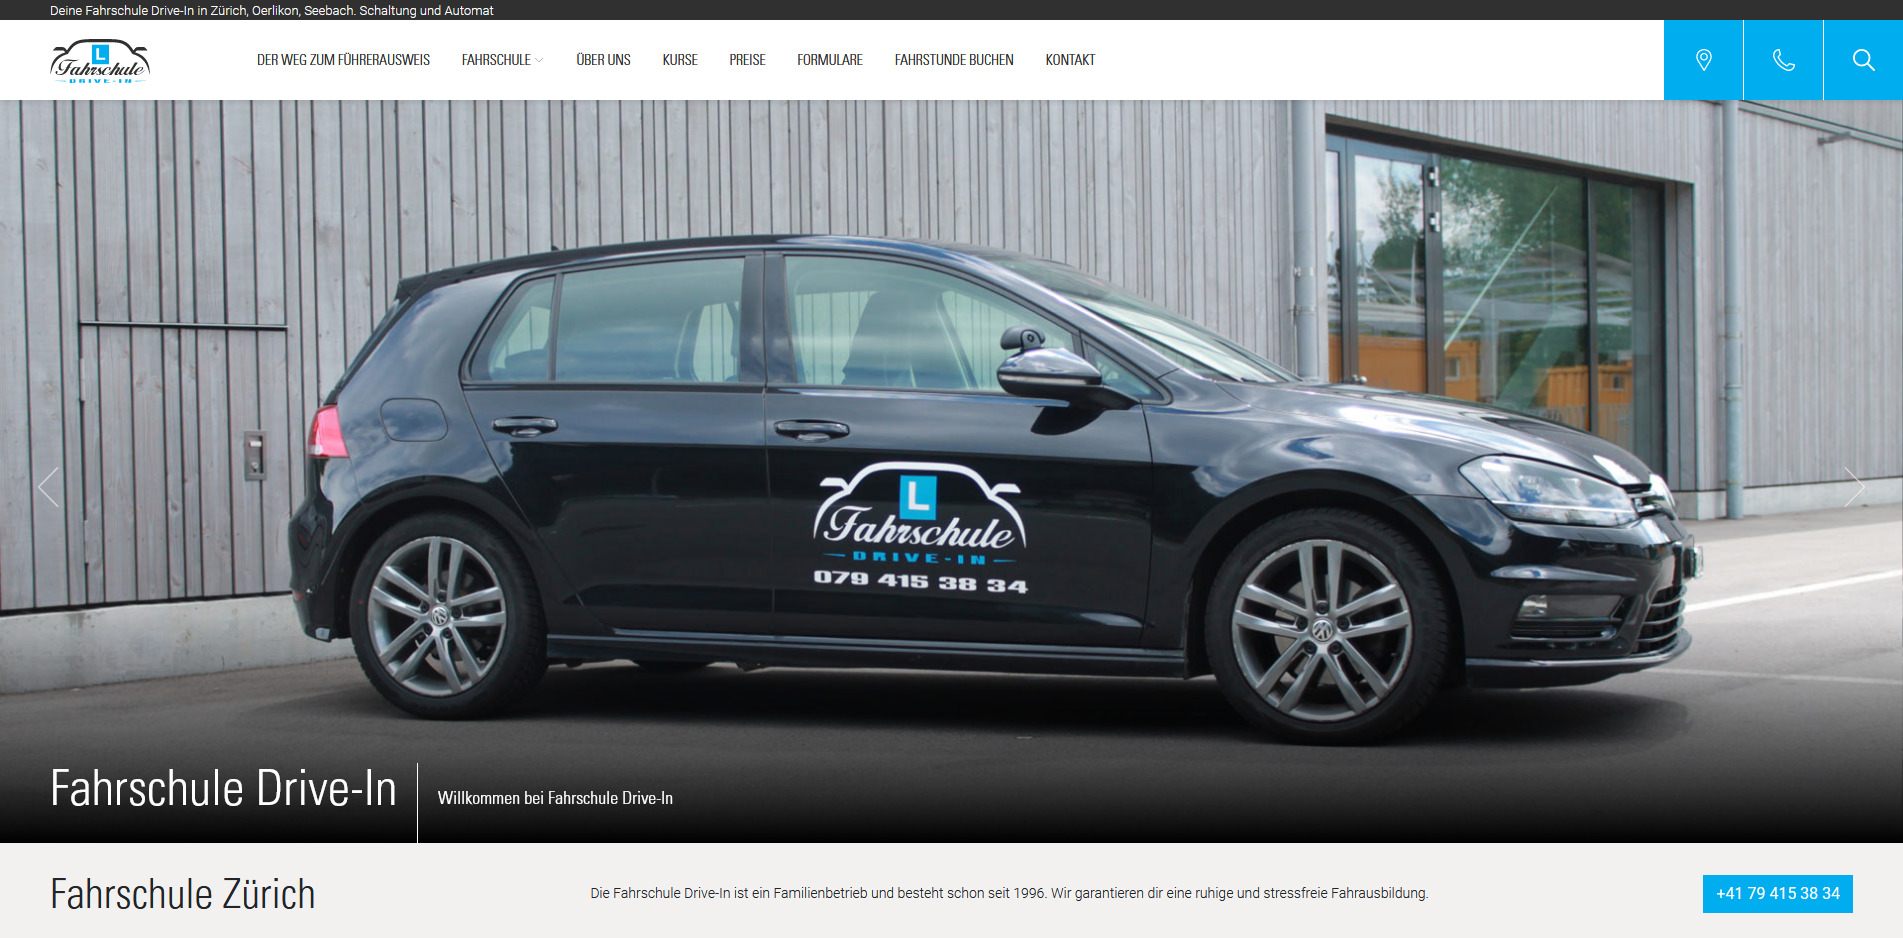 Deine Fahrschule Drive-In in Zürich, Oerlikon, Seebach. Schaltung und Automat
L
Fahrschule
DRIVE-IN
DER WEG ZUM FÜHRERAUSWEIS FAHRSCHULE ÜBER UNS KURSE PREISE FORMULARE FAHRSTUNDE BUCHEN KONTAKT
L
Fahrschule
DRIVE-IN
079 415 38 34
Fahrschule Drive-In
Willkommen bei Fahrschule Drive-In
Fahrschule Zürich
Die Fahrschule Drive-In ist ein Familienbetrieb und besteht schon seit 1996. Wir garantieren dir eine ruhige und stressfreie Fahrausbildung.
+41 79 415 38 34